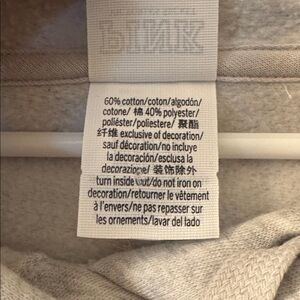 PINK
60% cotton/coton/algodón/
cotone/ 棉 40% polyester/
poliéster/poliestere/ 聚酯
纤维 exclusive of decoration/
sauf décoration/no incluye
la decoración/esclusa la
decorazione/ 装饰除外
turn inside out/do not iron on
decoration/retourner le vêtement
à l'envers/ne pas repasser sur
les ornements/lavar del lado